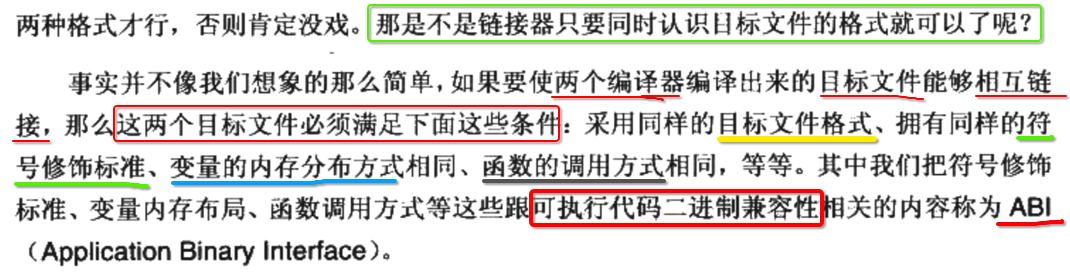 两种格式才行，否则肯定没戏。那是不是链接器只要同时认识目标文件的格式就可以了呢？
事实并不像我们想象的那么简单，如果要使两个编译器编译出来的目标文件能够相互链
接，那么这两个目标文件必须满足下面这些条件：采用同样的目标文件格式、拥有同样的符
号修饰标准、变量的内存分布方式相同、函数的调用方式相同，等等。其中我们把符号修饰
标准、变量内存布局、函数调用方式等这些跟可执行代码二进制兼容性相关的内容称为 ABI
（Application Binary Interface）。